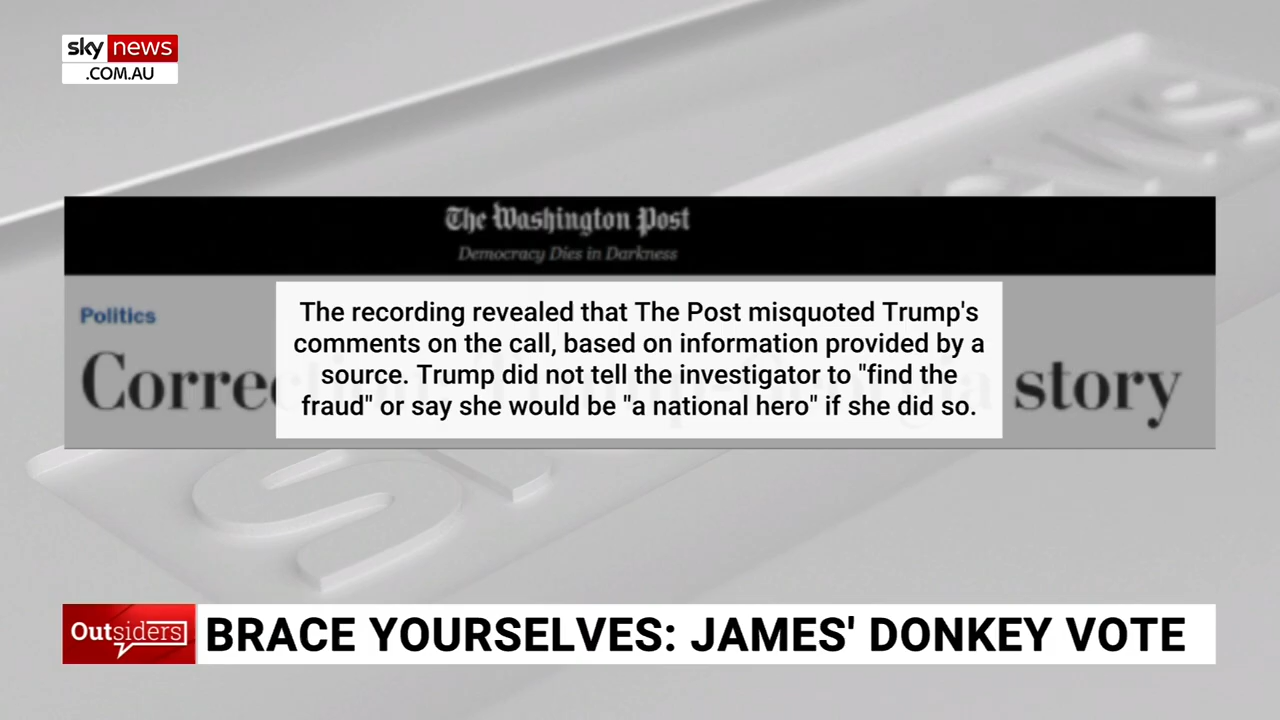 sky news
.COM.AU
The Washington Post
Democracy Dies in Darkness
Politics
The recording revealed that The Post misquoted Trump's
comments on the call, based on information provided by a
source. Trump did not tell the investigator to "find the
fraud" or say she would be "a national hero" if she did so.
story
Outsiders
BRACE YOURSELVES: JAMES' DONKEY VOTE